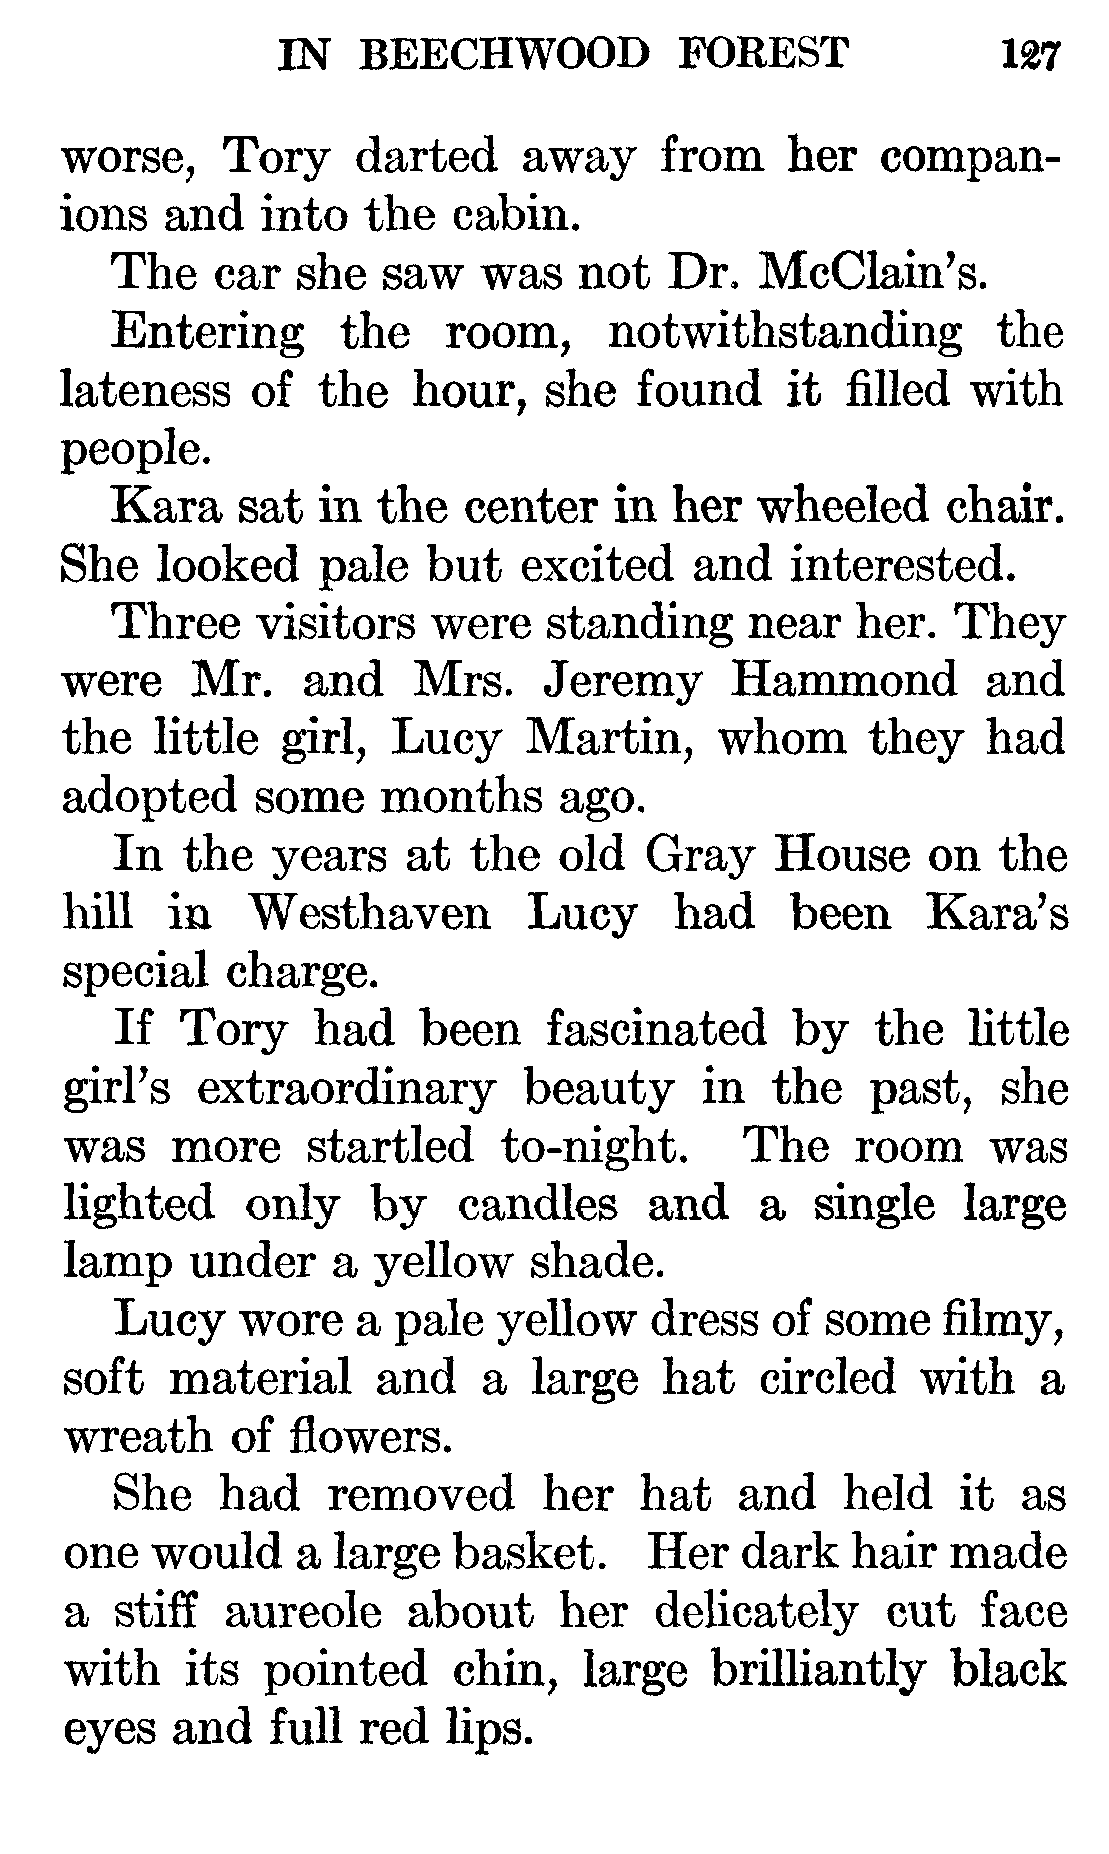 IN BEECHWOOD FOREST 127
worse, Tory darted away from her compan-
ions and into the cabin.
The car she saw was not Dr. McClain's.
Entering the room, notwithstanding the
lateness of the hour, she found it filled with
people.
Kara sat in the center in her wheeled chair.
She looked pale but excited and interested.
Three visitors were standing near her. They
were Mr. and Mrs. Jeremy Hammond and
the little girl, Lucy Martin, whom they had
adopted some months ago.
In the years at the old Gray House on the
hill in Westhaven Lucy had been Kara's
special charge.
If Tory had been fascinated by the little
girl's extraordinary beauty in the past, she
was more startled to-night. The room was
lighted only by candles and a single large
lamp under a yellow shade.
Lucy wore a pale yellow dress of some filmy,
soft material and a large hat circled with a
wreath of flowers.
She had removed her hat and held it as
one would a large basket. Her dark hair made
a stiff aureole about her delicately cut face
with its pointed chin, large brilliantly black
eyes and full red lips.